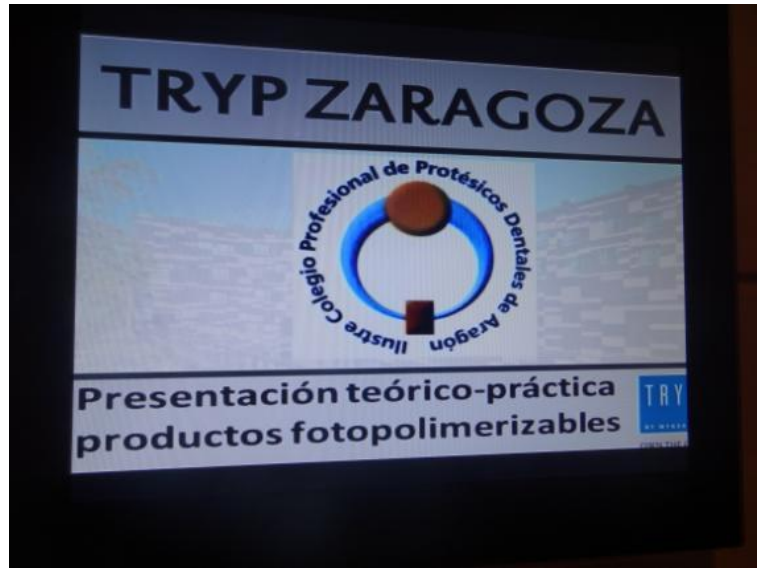 TRYP ZARAGOZA
Ilustre Colegio Profesional de Protésicos Dentales de Aragón
Presentación teórico-práctica
productos fotopolimerizables
TRY